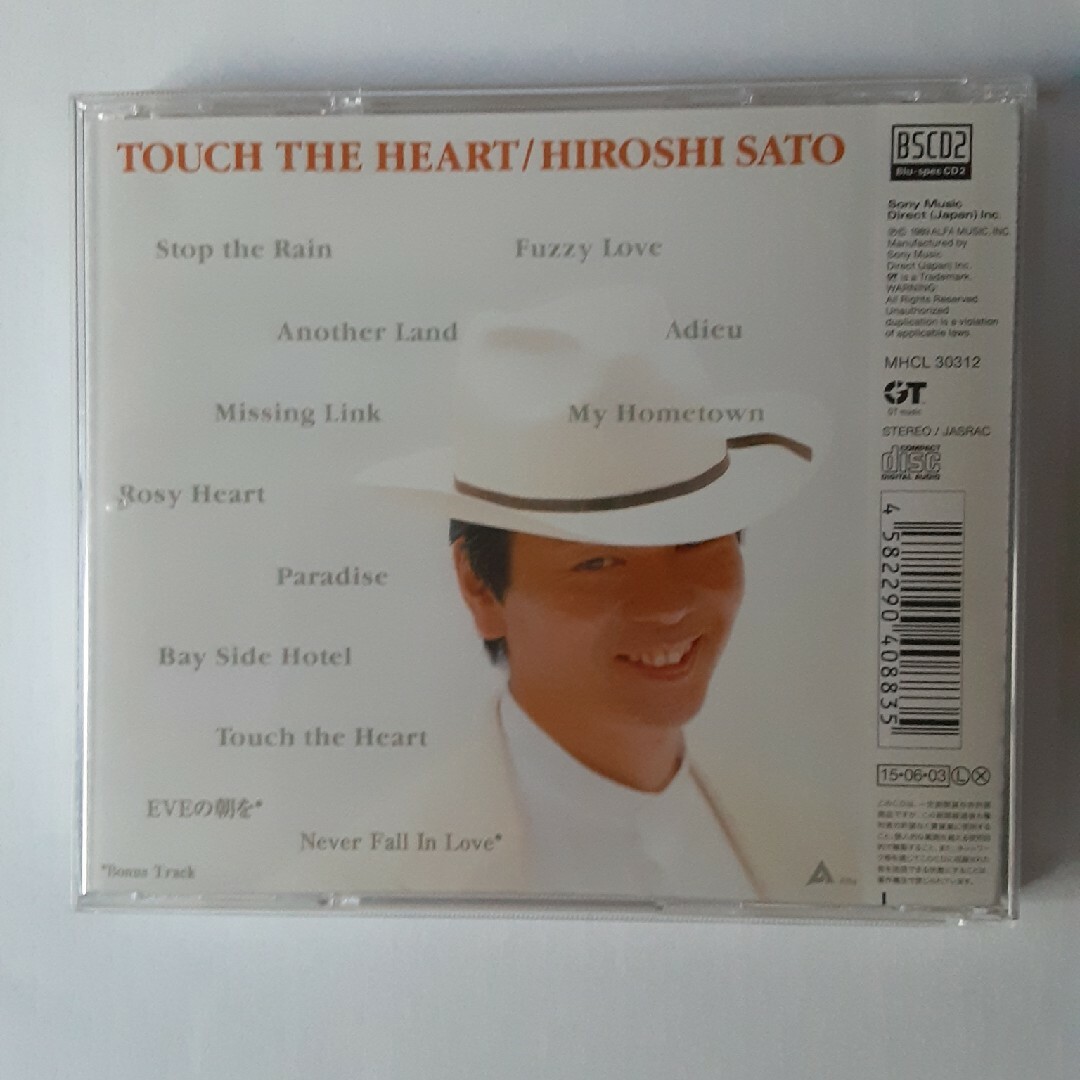 TOUCH THE HEART/HIROSHI SATO
Stop the Rain
Fuzzy Love
Another Land
Adieu
Missing Link
My Hometown
Rosy Heart
Paradise
Bay Side Hotel
Touch the Heart
EVEの朝を*
Never Fall In Love*
*Bonus Track
BSCD2
Blu-spec CD2
Sony Music
Direct (Japan) Inc.
℗© 1989 ALFA MUSIC, INC.
Manufactured by
Sony Music
Direct (Japan) Inc.
GT is a Trademark.
WARNING:
All Rights Reserved.
Unauthorized
duplication is a violation
of applicable laws.
MHCL 30312
GT
GT music
STEREO / JASRAC
COMPACT
disc
DIGITAL AUDIO
4 582290 408835
15•06•03 Ⓛ Ⓧ